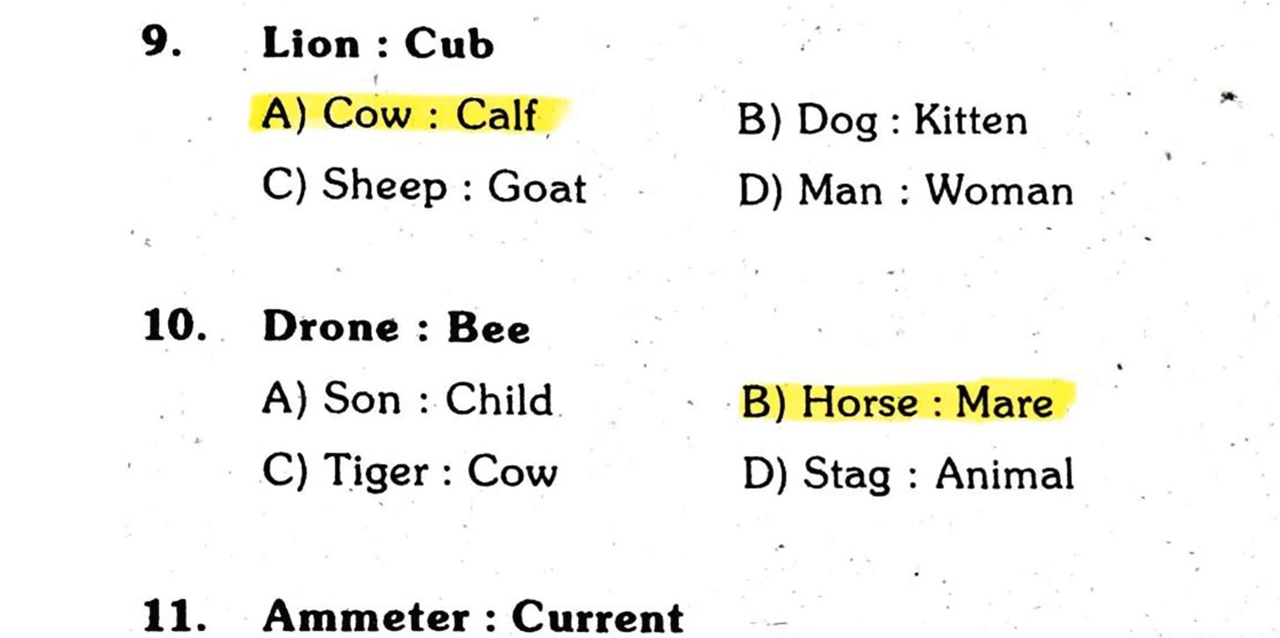 9. Lion : Cub
A) Cow : Calf B) Dog : Kitten
C) Sheep : Goat D) Man : Woman
10. Drone : Bee
A) Son : Child B) Horse : Mare
C) Tiger : Cow D) Stag : Animal
11. Ammeter : Current